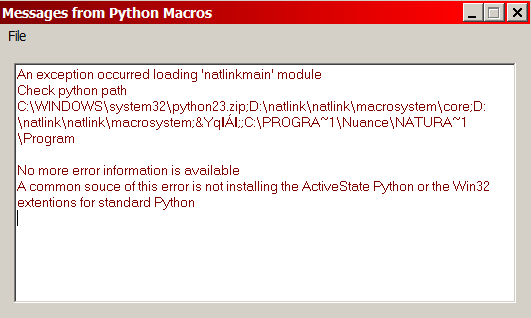 Messages from Python Macros
File
An exception occurred loading 'natlinkmain' module
Check python path
C:\WINDOWS\system32\python23.zip;D:\natlink\natlink\macrosystem\core;D:
\natlink\natlink\macrosystem;&YqIÁI;;C:\PROGRA~1\Nuance\NATURA~1
\Program
No more error information is available
A common souce of this error is not installing the ActiveState Python or the Win32
extentions for standard Python